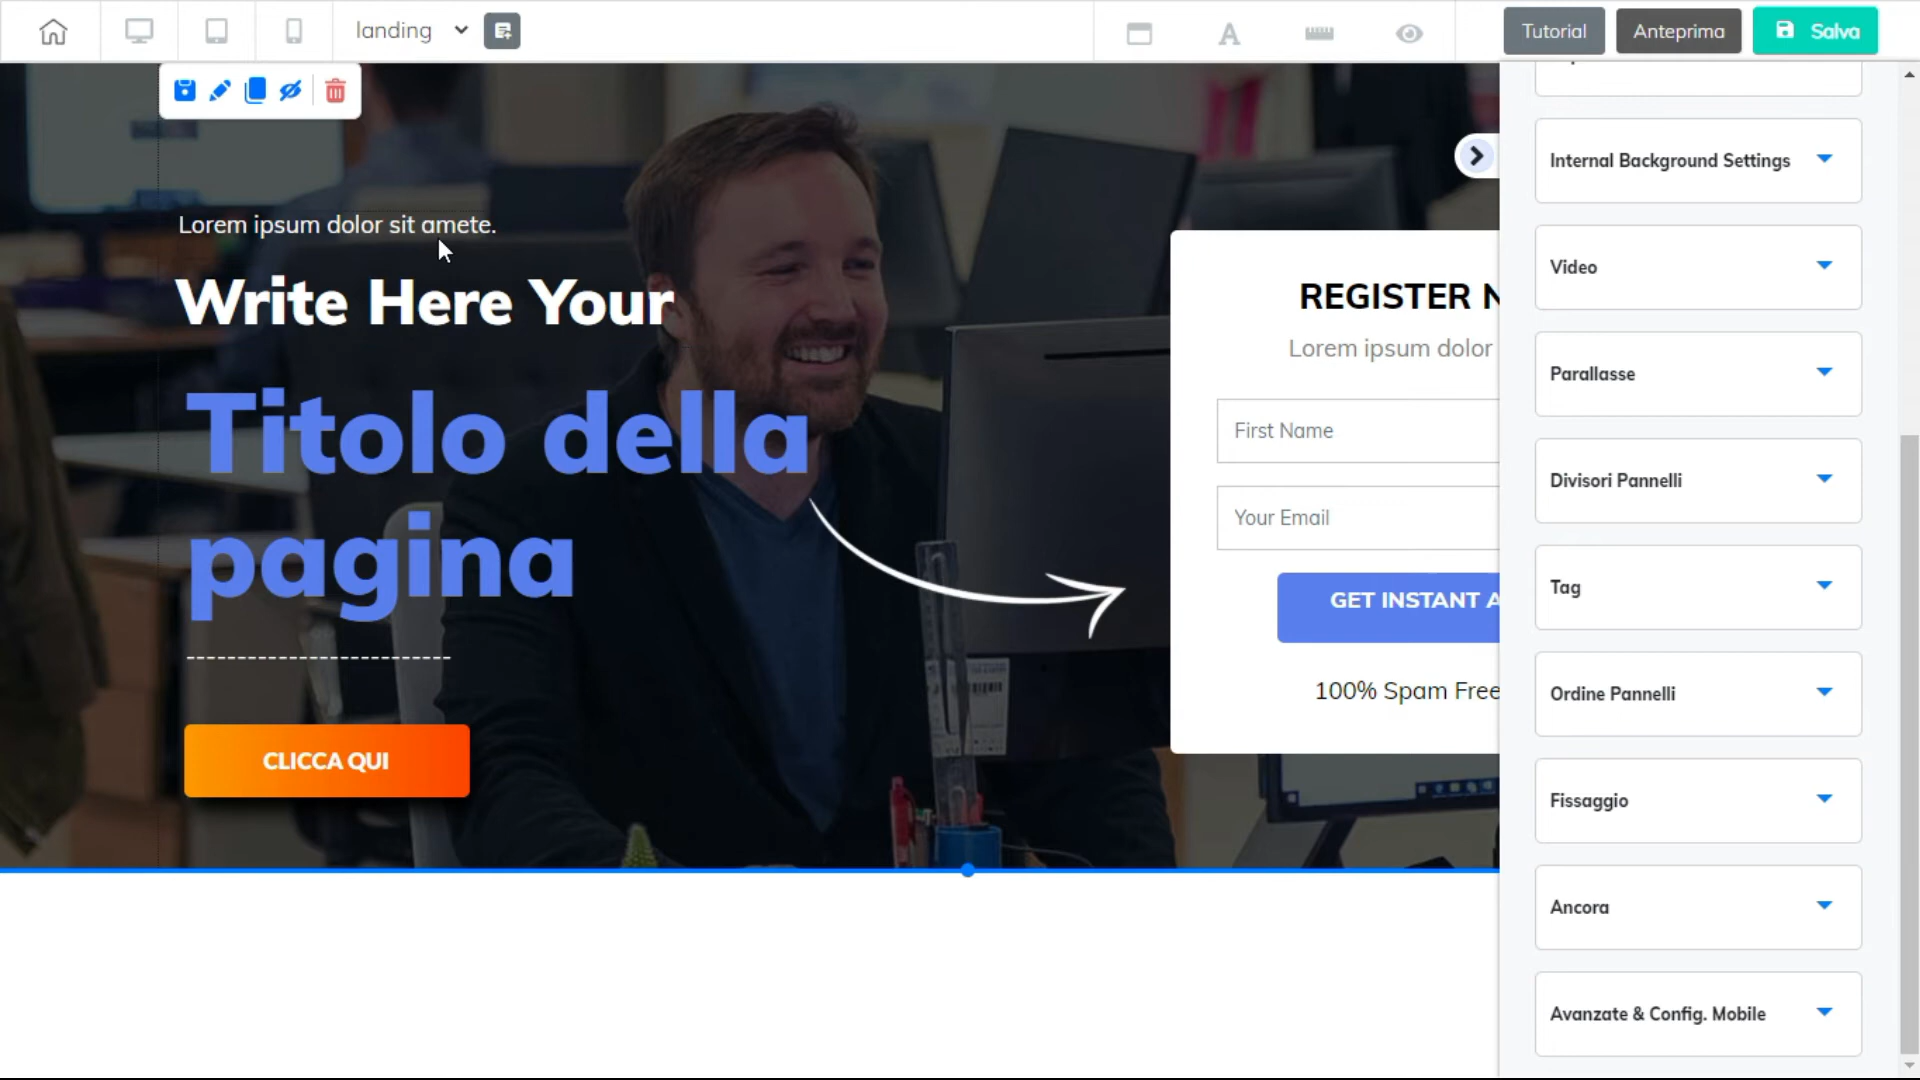 landing
Tutorial
Anteprima
Salva
Lorem ipsum dolor sit amete.
Write Here Your
Titolo della
pagina
--------------------------
CLICCA QUI
REGISTER N
Lorem ipsum dolor
First Name
Your Email
GET INSTANT A
100% Spam Free
Internal Background Settings
Video
Parallasse
Divisori Pannelli
Tag
Ordine Pannelli
Fissaggio
Ancora
Avanzate & Config. Mobile